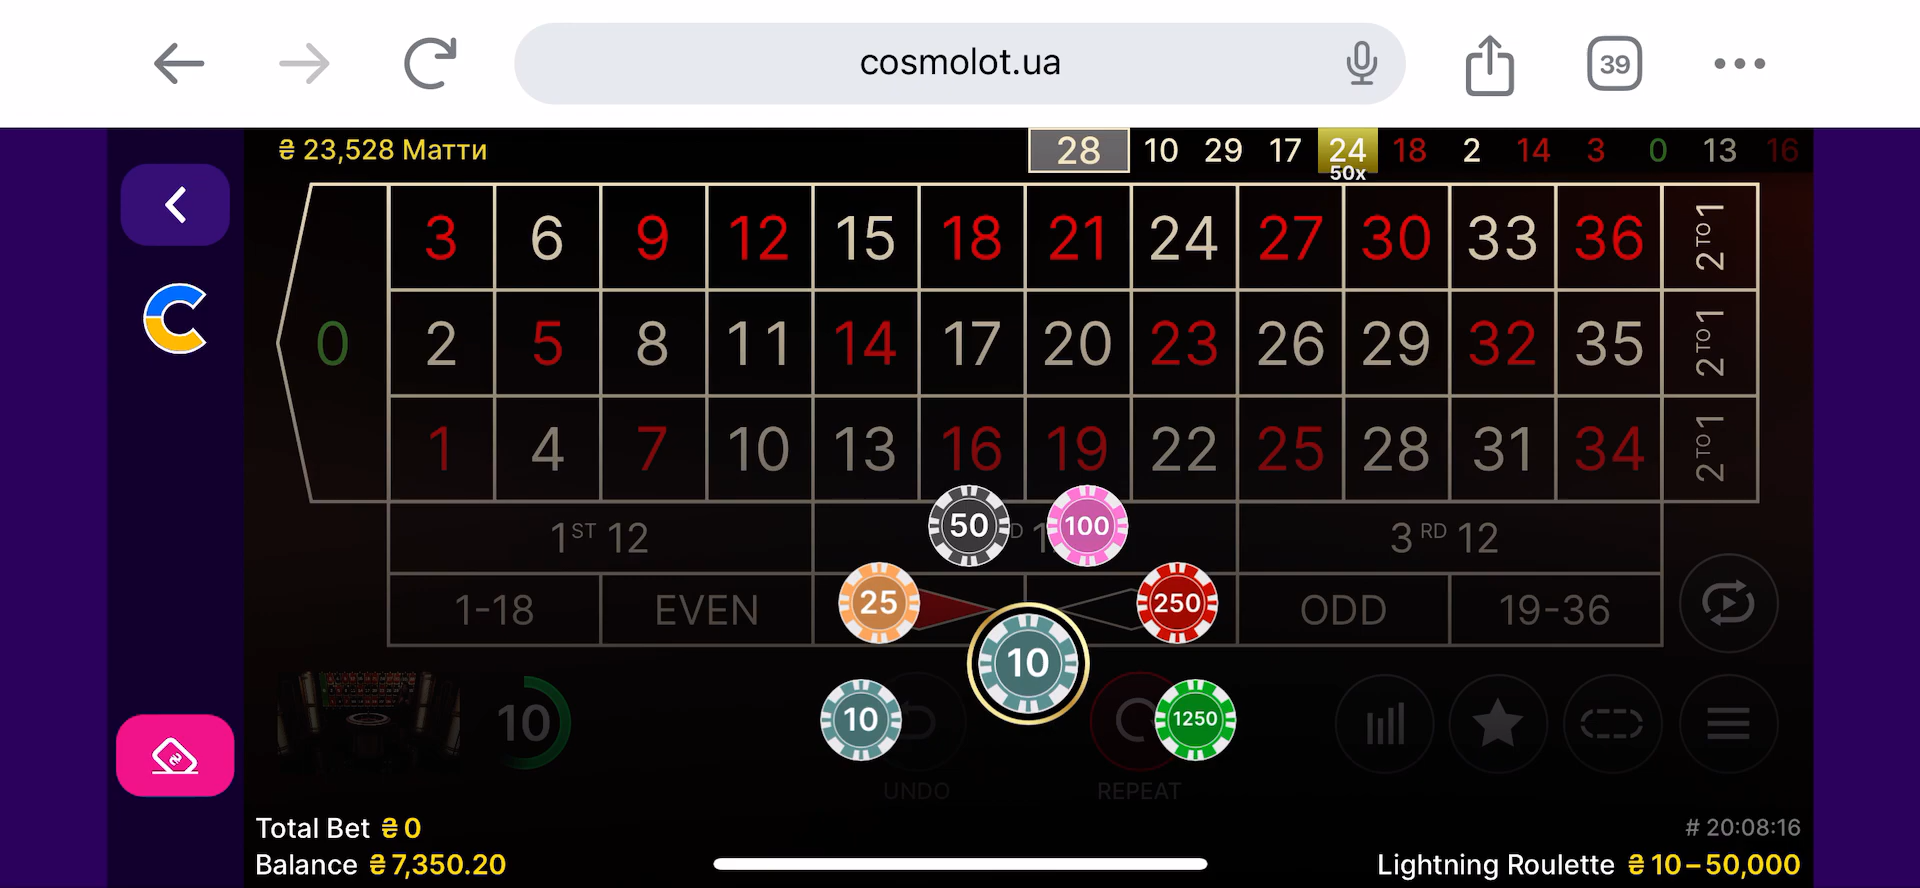 cosmolot.ua
39
₴ 23,528 Матти
28 10 29 17 24 18 2 14 3 0 13 16
50x
3 6 9 12 15 18 21 24 27 30 33 36 2 TO 1
0 2 5 8 11 14 17 20 23 26 29 32 35 2 TO 1
1 4 7 10 13 16 19 22 25 28 31 34 2 TO 1
50 100
1 ST 12 D 1 3 RD 12
25 250
1-18 EVEN ODD 19-36
10
10 10 1250
UNDO REPEAT
Total Bet ₴ 0
# 20:08:16
Balance ₴ 7,350.20
Lightning Roulette ₴ 10 – 50,000